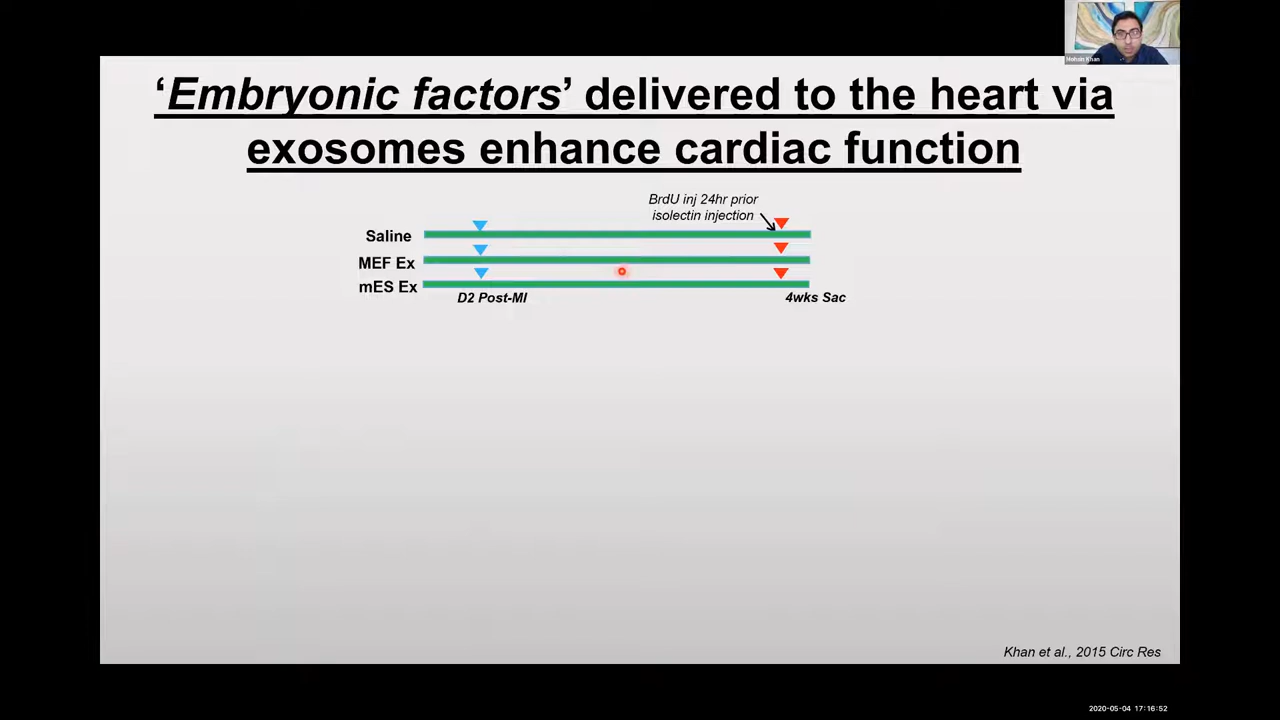 Mohsin Khan
‘Embryonic factors’ delivered to the heart via
exosomes enhance cardiac function
BrdU inj 24hr prior
isolectin injection
Saline
MEF Ex
mES Ex
D2 Post-MI
4wks Sac
Khan et al., 2015 Circ Res
2020-05-04 17:16:52